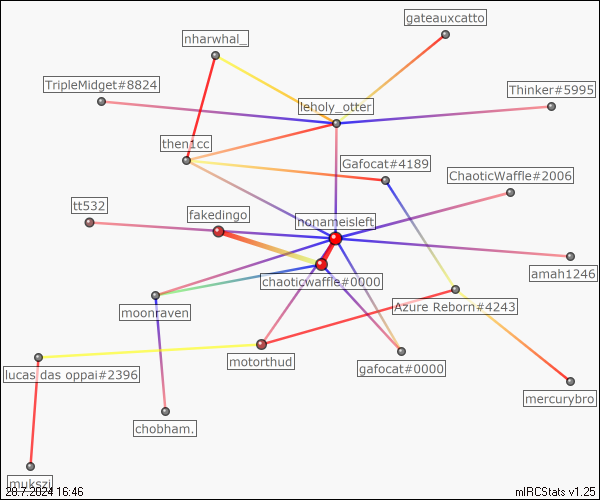 gateauxcatto
nharwhal_
TripleMidget#8824
Thinker#5995
leholy_otter
then1cc
Gafocat#4189
ChaoticWaffle#2006
tt532
fakedingo
nonameisleft
amah1246
chaoticwaffle#0000
moonraven
Azure Reborn#4243
motorthud
gafocat#0000
lucas das oppai#2396
mercurybro
chobham.
mukszi
20.7.2024 16:46
mIRCStats v1.25